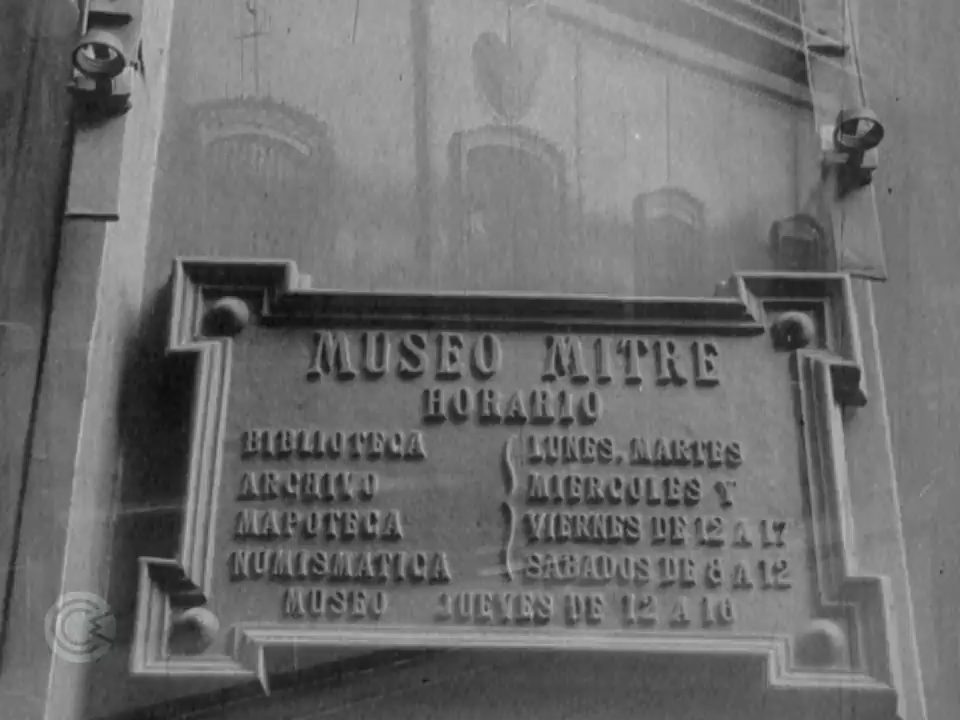 MUSEO MITRE
HORARIO
BIBLIOTECA LUNES, MARTES
ARCHIVO MIERCOLES Y
MAPOTECA VIERNES DE 12 A 17
NUMISMATICA SABADOS DE 8 A 12
MUSEO JUEVES DE 12 A 16